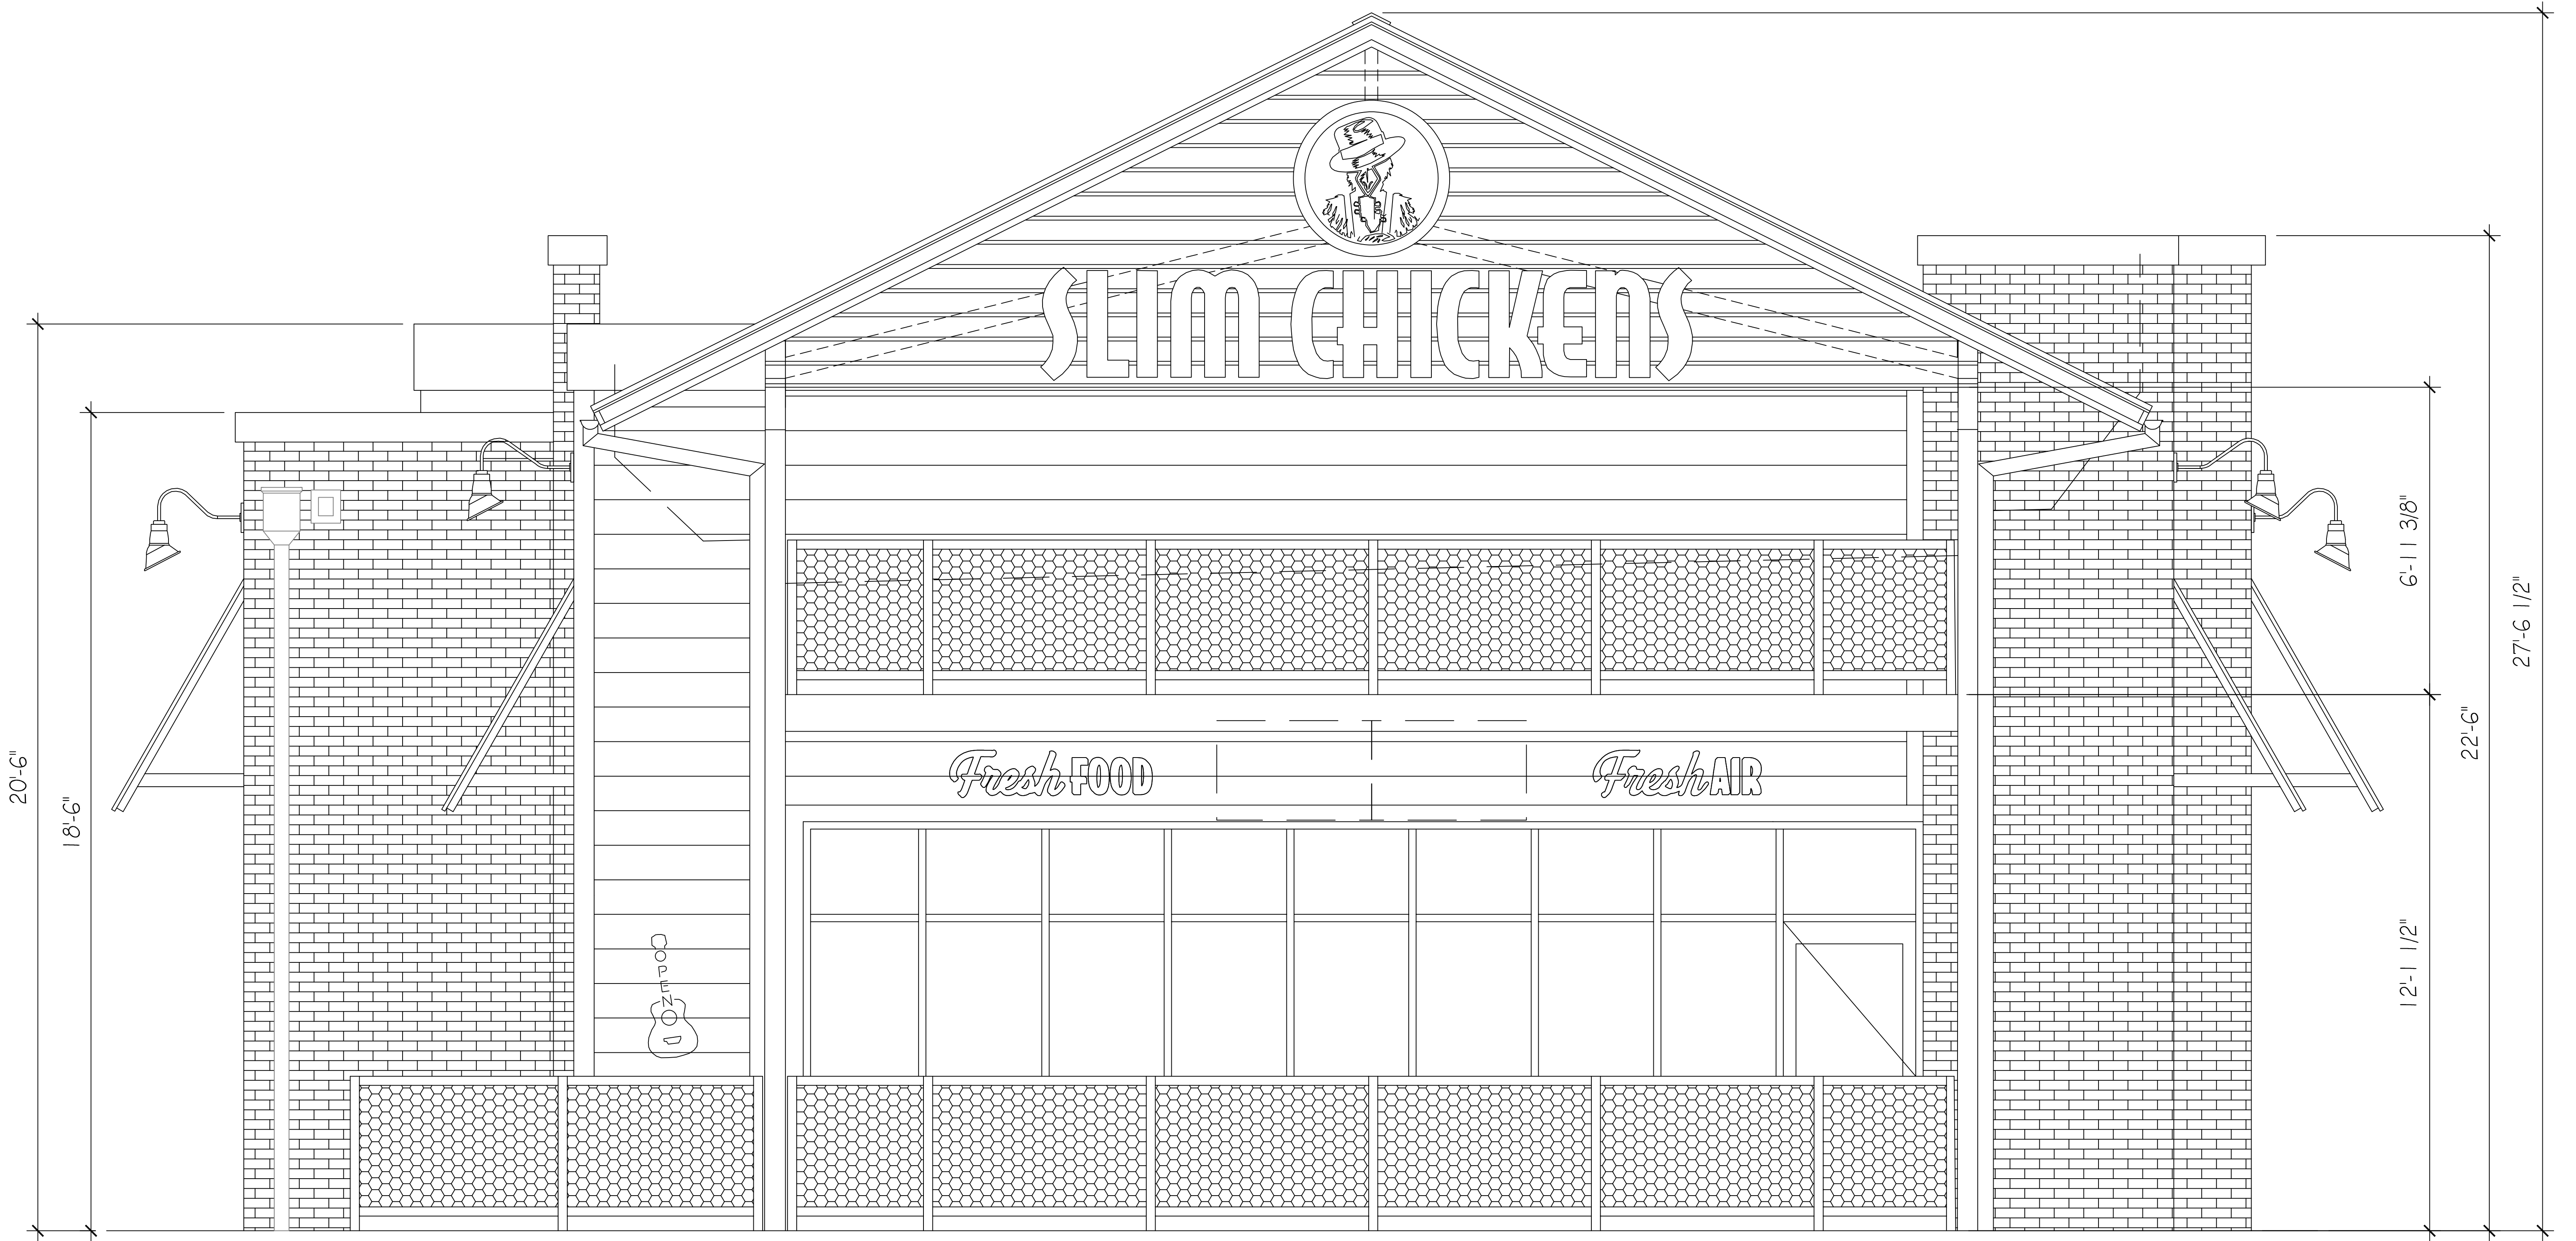 SLIM CHICKENS
Fresh FOOD
Fresh AIR
OPEN
20'-6"
18'-6"
6'-11 3/8"
12'-1 1/2"
22'-6"
27'-6 1/2"